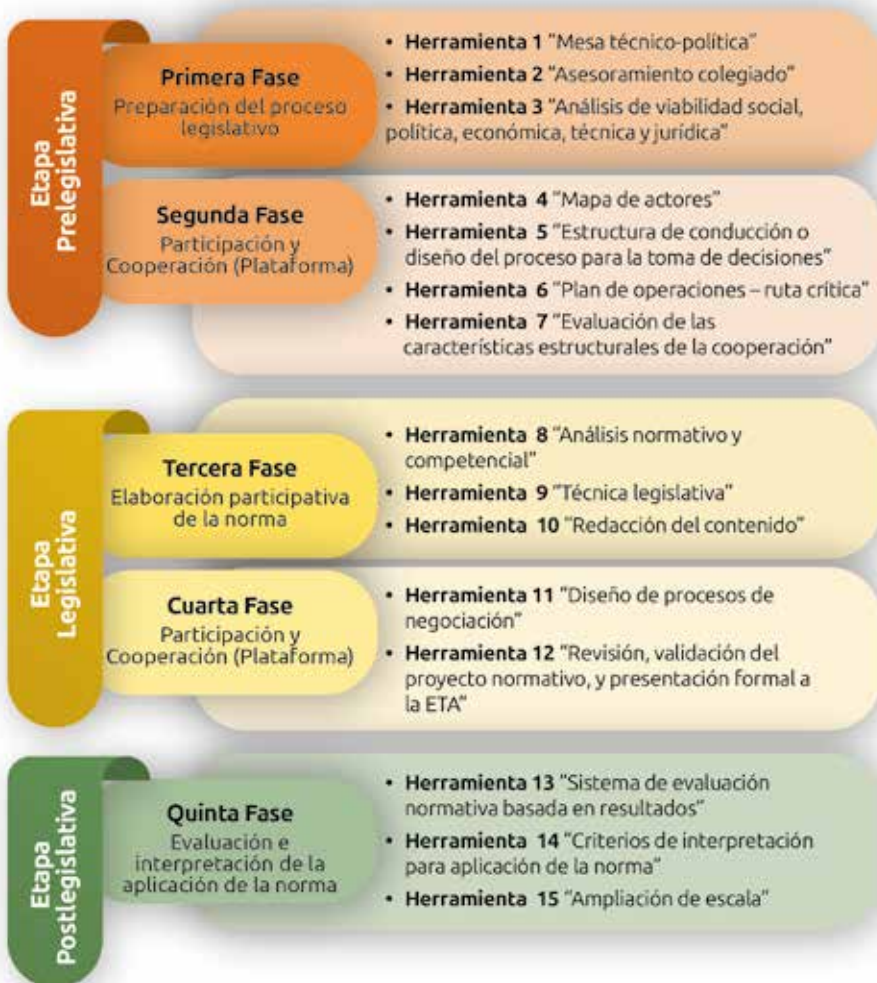 Etapa
Prelegislativa
Primera Fase
Preparación del proceso
legislativo
• Herramienta 1 "Mesa técnico-política"
• Herramienta 2 "Asesoramiento colegiado"
• Herramienta 3 "Análisis de viabilidad social,
política, económica, técnica y jurídica"
Segunda Fase
Participación y
Cooperación (Plataforma)
• Herramienta 4 "Mapa de actores"
• Herramienta 5 "Estructura de conducción o
diseño del proceso para la toma de decisiones"
• Herramienta 6 "Plan de operaciones – ruta crítica"
• Herramienta 7 "Evaluación de las
características estructurales de la cooperación"
Etapa
Legislativa
Tercera Fase
Elaboración participativa
de la norma
• Herramienta 8 "Análisis normativo y
competencial"
• Herramienta 9 "Técnica legislativa"
• Herramienta 10 "Redacción del contenido"
Cuarta Fase
Participación y
Cooperación (Plataforma)
• Herramienta 11 "Diseño de procesos de
negociación"
• Herramienta 12 "Revisión, validación del
proyecto normativo, y presentación formal a
la ETA"
Etapa
Postlegislativa
Quinta Fase
Evaluación e
interpretación de la
aplicación de la norma
• Herramienta 13 "Sistema de evaluación
normativa basada en resultados"
• Herramienta 14 "Criterios de interpretación
para aplicación de la norma"
• Herramienta 15 "Ampliación de escala"